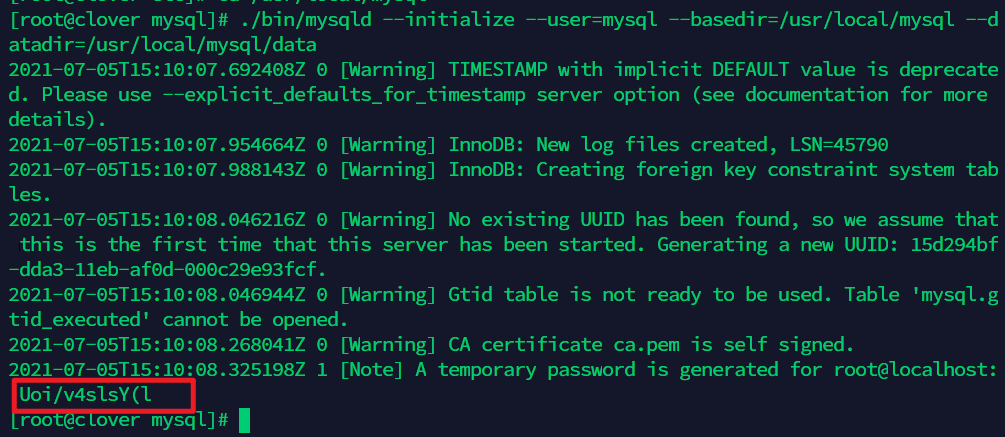 [root@clover mysql]# ./bin/mysqld --initialize --user=mysql --basedir=/usr/local/mysql --d
atadir=/usr/local/mysql/data
2021-07-05T15:10:07.692408Z 0 [Warning] TIMESTAMP with implicit DEFAULT value is deprecate
d. Please use --explicit_defaults_for_timestamp server option (see documentation for more
details).
2021-07-05T15:10:07.954664Z 0 [Warning] InnoDB: New log files created, LSN=45790
2021-07-05T15:10:07.988143Z 0 [Warning] InnoDB: Creating foreign key constraint system tab
les.
2021-07-05T15:10:08.046216Z 0 [Warning] No existing UUID has been found, so we assume that
this is the first time that this server has been started. Generating a new UUID: 15d294bf
-dda3-11eb-af0d-000c29e93fcf.
2021-07-05T15:10:08.046944Z 0 [Warning] Gtid table is not ready to be used. Table 'mysql.g
tid_executed' cannot be opened.
2021-07-05T15:10:08.268041Z 0 [Warning] CA certificate ca.pem is self signed.
2021-07-05T15:10:08.325198Z 1 [Note] A temporary password is generated for root@localhost:
Uoi/v4slsY(l
[root@clover mysql]#